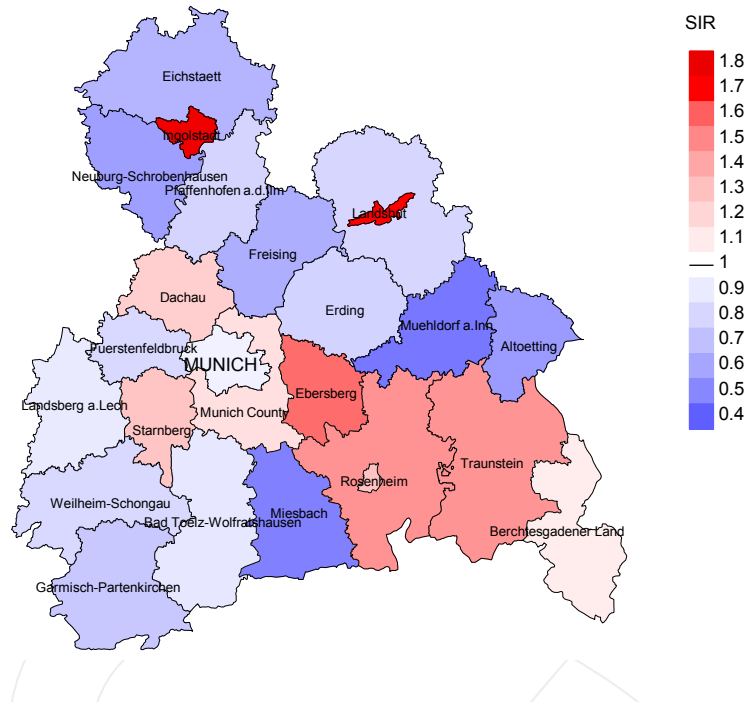 SIR
1.8
1.7
1.6
1.5
1.4
1.3
1.2
1.1
1
0.9
0.8
0.7
0.6
0.5
0.4
Eichstaett
Ingolstadt
Neuburg-Schrobenhausen
Pfaffenhofen a.d.Ilm
Landshut
Freising
Dachau
Erding
Muehldorf a.Inn
Altoetting
Fuerstenfeldbruck
MUNICH
Ebersberg
Landsberg a.Lech
Munich County
Starnberg
Traunstein
Rosenheim
Weilheim-Schongau
Miesbach
Bad Toelz-Wolfratshausen
Berchtesgadener Land
Garmisch-Partenkirchen